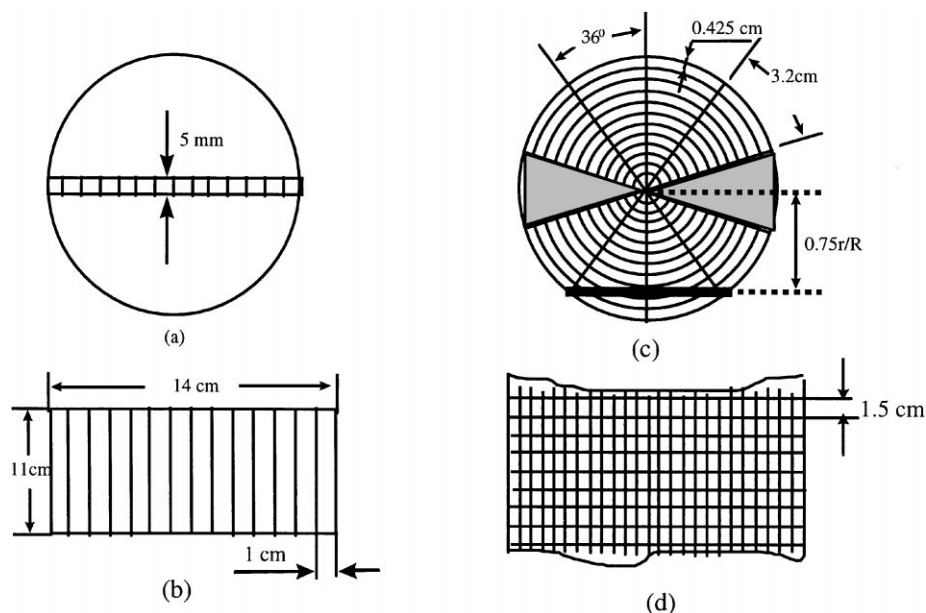 5 mm
(a)
36⁰
0.425 cm
3.2cm
0.75r/R
(c)
14 cm
11cm
1 cm
(b)
1.5 cm
(d)